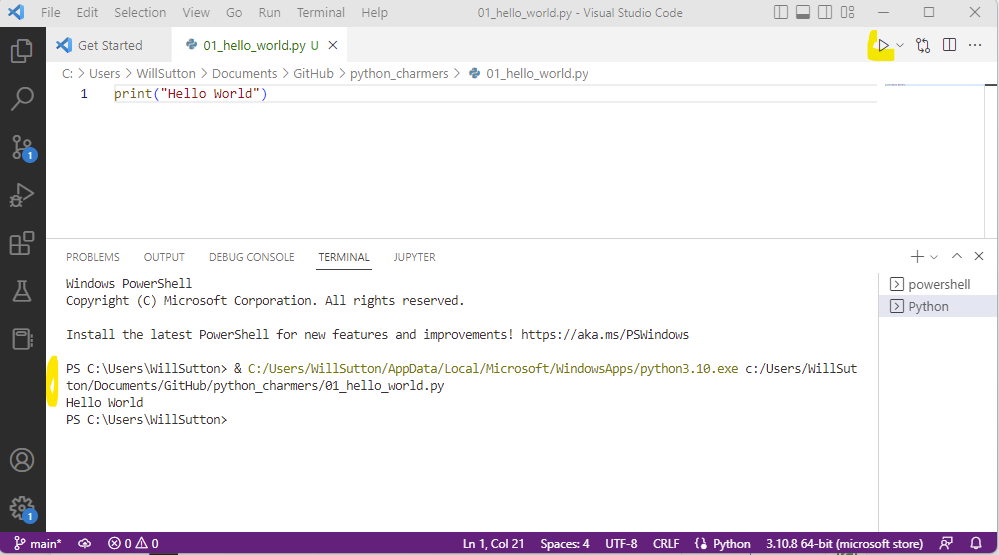 File Edit Selection View Go Run Terminal Help 01_hello_world.py - Visual Studio Code
Get Started 01_hello_world.py U
C: > Users > WillSutton > Documents > GitHub > python_charmers > 01_hello_world.py
1 print("Hello World")
1
PROBLEMS OUTPUT DEBUG CONSOLE TERMINAL JUPYTER
Windows PowerShell
Copyright (C) Microsoft Corporation. All rights reserved.
Install the latest PowerShell for new features and improvements! https://aka.ms/PSWindows
PS C:\Users\WillSutton> & C:/Users/WillSutton/AppData/Local/Microsoft/WindowsApps/python3.10.exe c:/Users/WillSut
ton/Documents/GitHub/python_charmers/01_hello_world.py
Hello World
PS C:\Users\WillSutton>
powershell
Python
1
main* 0 0 Ln 1, Col 21 Spaces: 4 UTF-8 CRLF Python 3.10.8 64-bit (microsoft store)